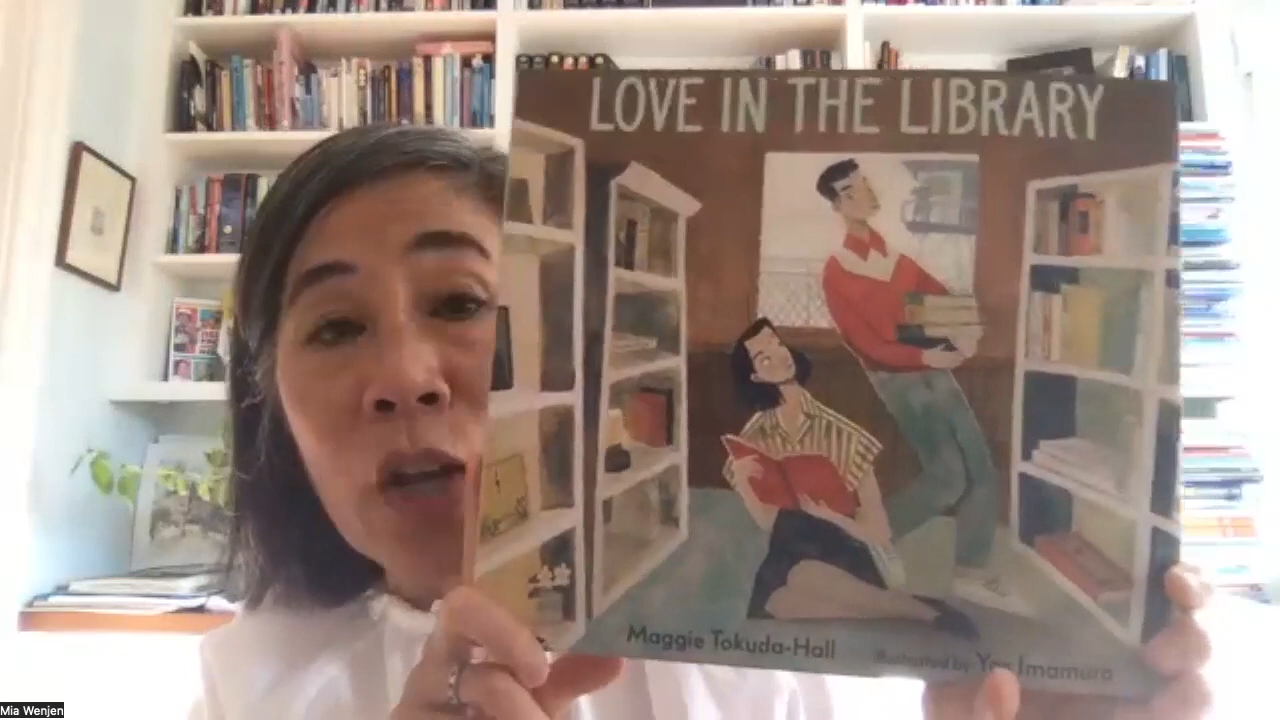 LOVE IN THE LIBRARY
Maggie Tokuda-Hall
illustrated by Yas Imamura
Mia Wenjen